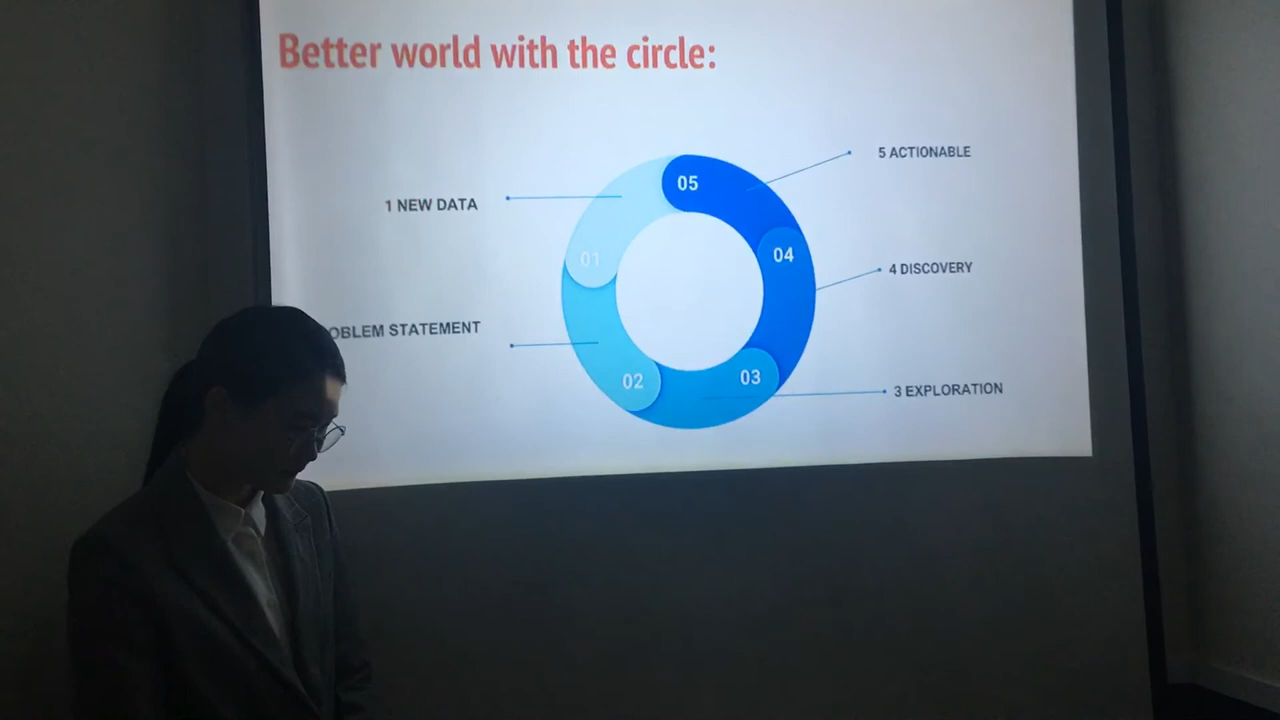 Better world with the circle:
1 NEW DATA
01
STATEMENT
02
3 EXPLORATION
03
4 DISCOVERY
04
5 ACTIONABLE
05